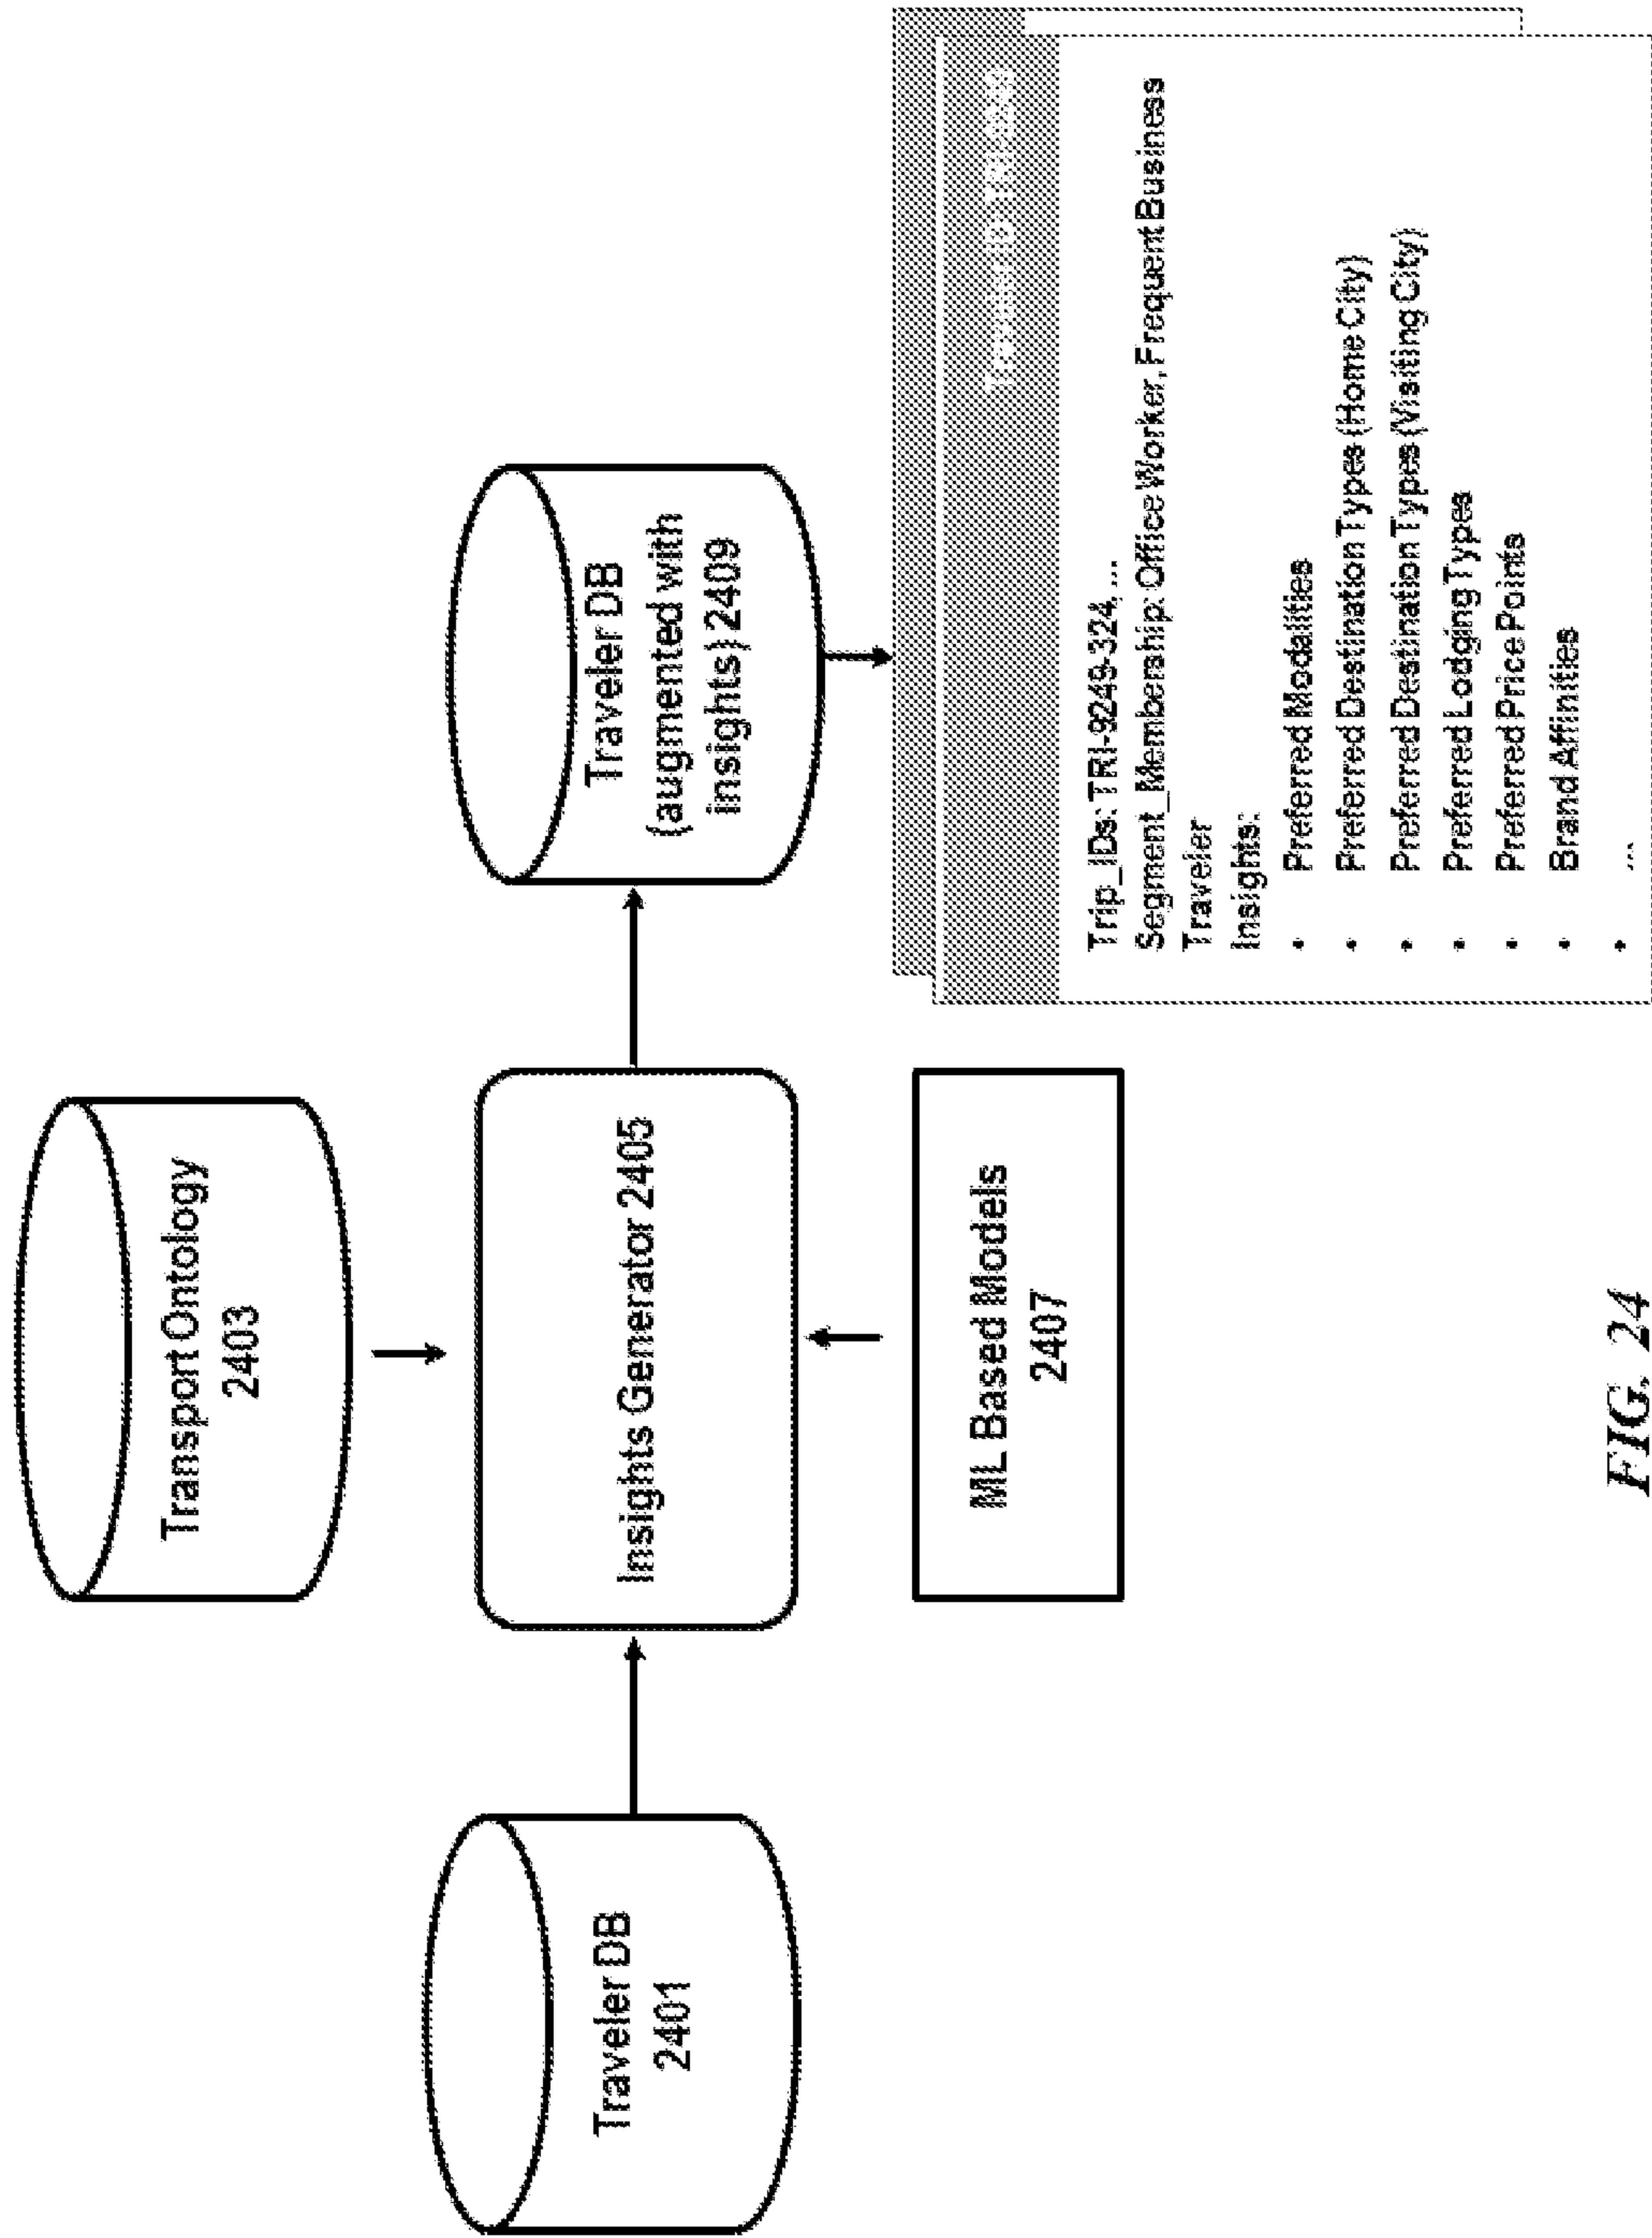 Transport Ontology
2403
Traveler DB
2401
Insights Generator 2405
Traveler DB
(augmented with
insights) 2409
ML Based Models
2407
Trip_IDs: TRI-9249-324, ...
Segment_Membership: Office Worker, Frequent Business
Traveler
Insights:
• Preferred Modalities
• Preferred Destination Types (Home City)
• Preferred Destination Types (Visiting City)
• Preferred Lodging Types
• Preferred Price Points
• Brand Affinities
• ...
FIG. 24